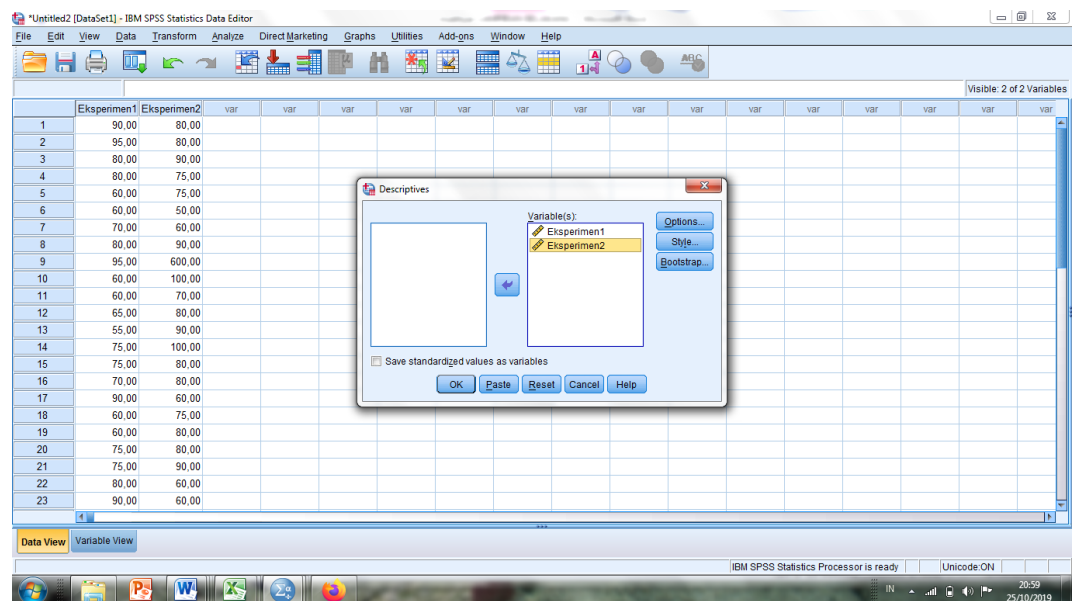 *Untitled2 [DataSet1] - IBM SPSS Statistics Data Editor
File Edit View Data Transform Analyze Direct Marketing Graphs Utilities Add-ons Window Help
Visible: 2 of 2 Variables
Eksperimen1 Eksperimen2 var var var var var var var var var var var var var var var
1 90,00 80,00
2 95,00 80,00
3 80,00 90,00
4 80,00 75,00
5 60,00 75,00
6 60,00 50,00
7 70,00 60,00
8 80,00 90,00
9 95,00 600,00
10 60,00 100,00
11 60,00 70,00
12 65,00 80,00
13 55,00 90,00
14 75,00 100,00
15 75,00 80,00
16 70,00 80,00
17 90,00 60,00
18 60,00 75,00
19 60,00 80,00
20 75,00 80,00
21 75,00 90,00
22 80,00 60,00
23 90,00 60,00
Descriptives
Variable(s):
Eksperimen1
Eksperimen2
Options...
Style...
Bootstrap...
Save standardized values as variables
OK Paste Reset Cancel Help
Data View Variable View
IBM SPSS Statistics Processor is ready Unicode:ON
IN 20:59
25/10/2019